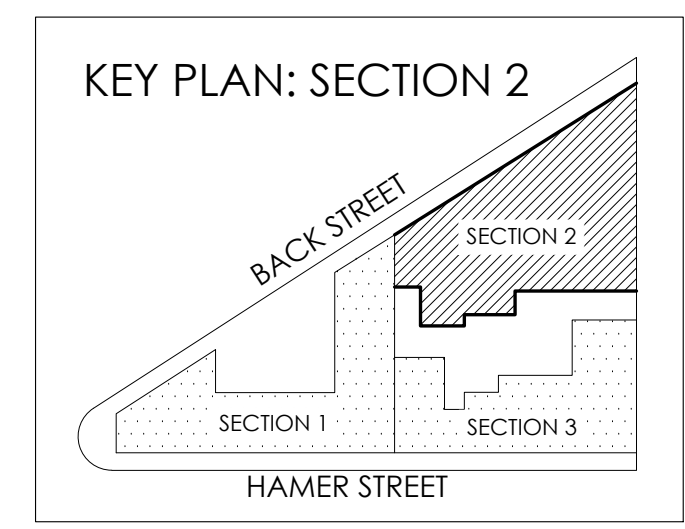 KEY PLAN: SECTION 2
BACK STREET
SECTION 2
SECTION 1
SECTION 3
HAMER STREET